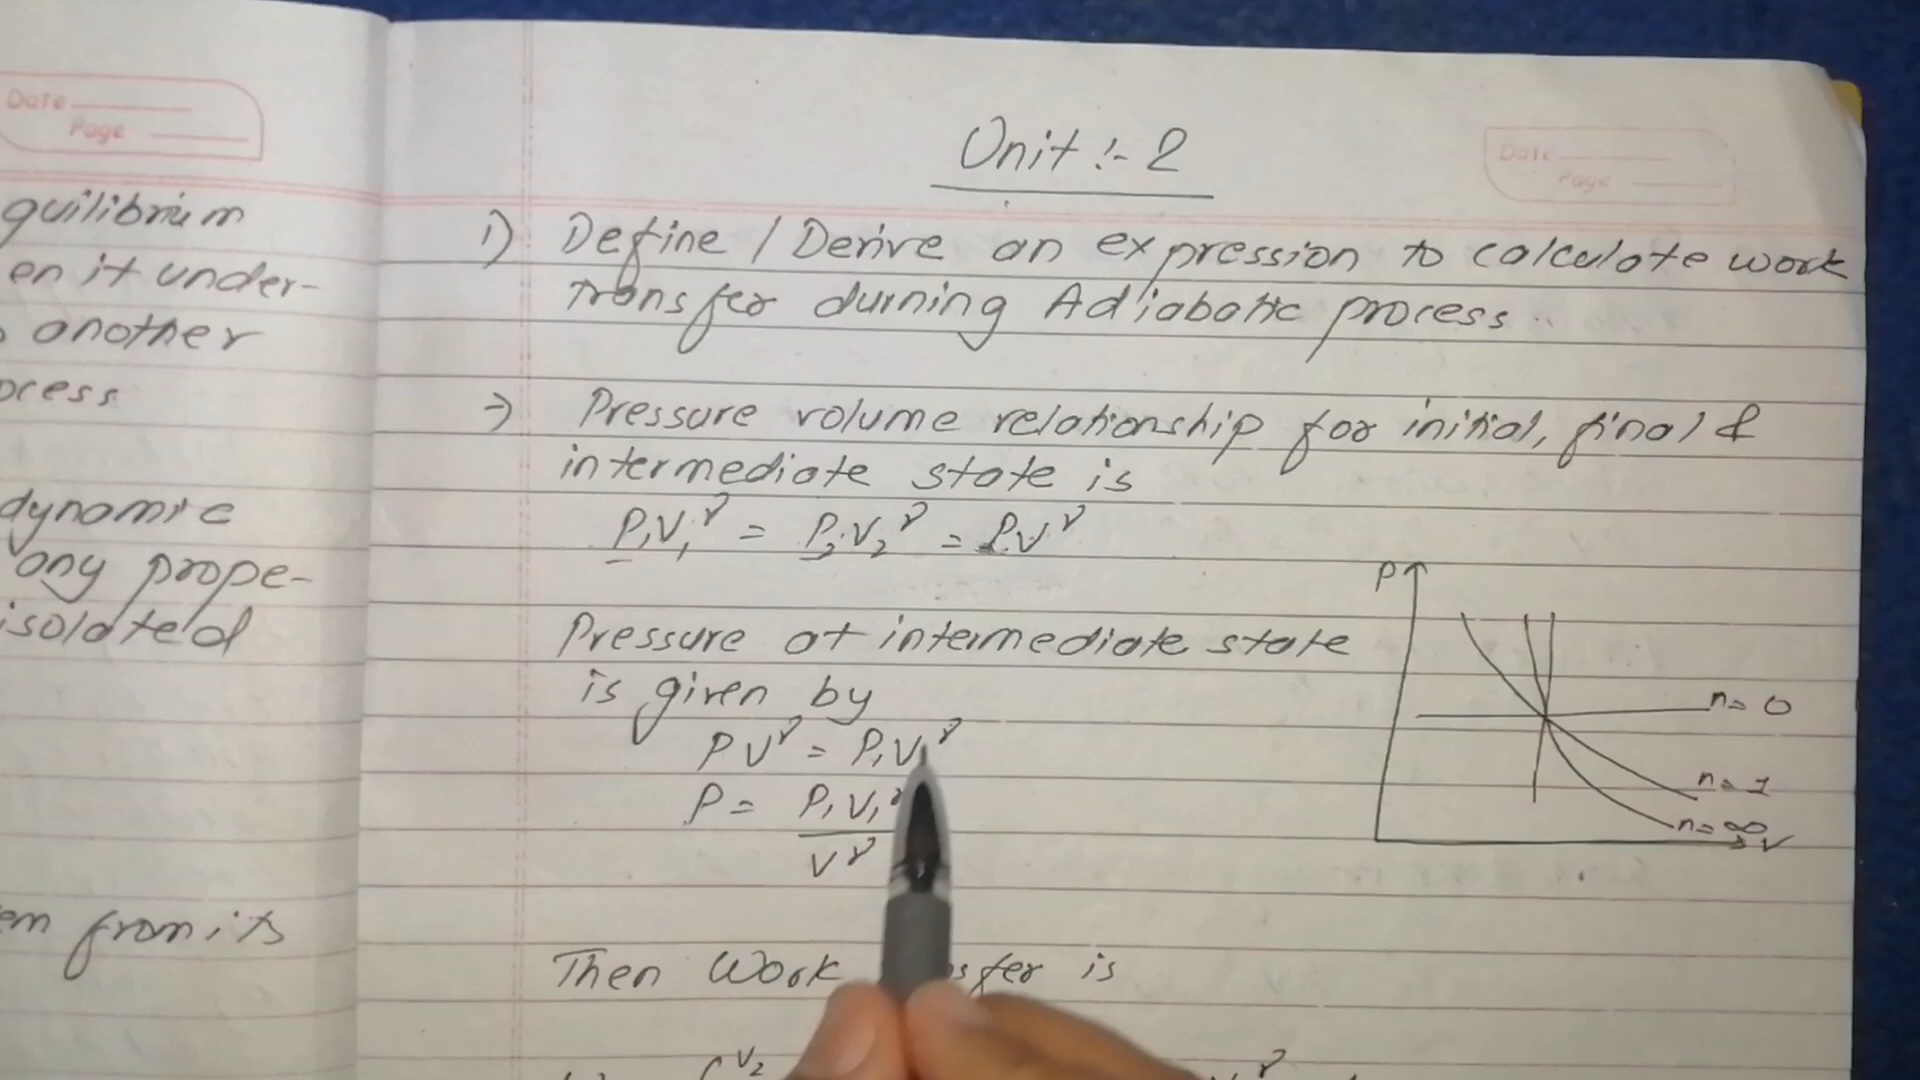 Date
Page
quilibrium
en it under-
another
ocess
dynamic
any prope-
isolated
em from its
Date
Page
Unit :- 2
1) Define / Derive an expression to calculate work
transfer durning Adiabatic process.
→ Pressure volume relationship for initial, final &
intermediate state is
P₁V₁^γ = P₂V₂^γ = PV^γ
Pressure at intermediate state
is given by
PV^γ = P₁V₁^γ
P = P₁V₁^γ
V^γ
Then Work sfer is
P
n = 0
n = 1
n = ∞
V
V₂